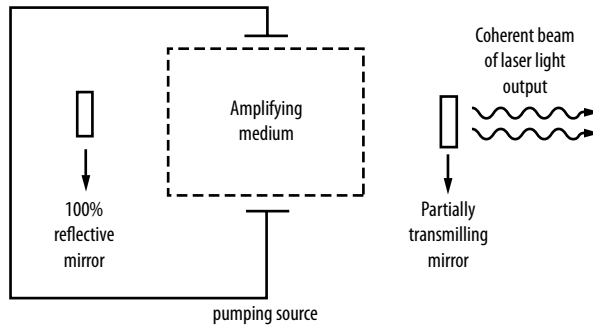 Coherent beam
of laser light
output
Amplifying
medium
100%
reflective
mirror
Partially
transmilling
mirror
pumping source